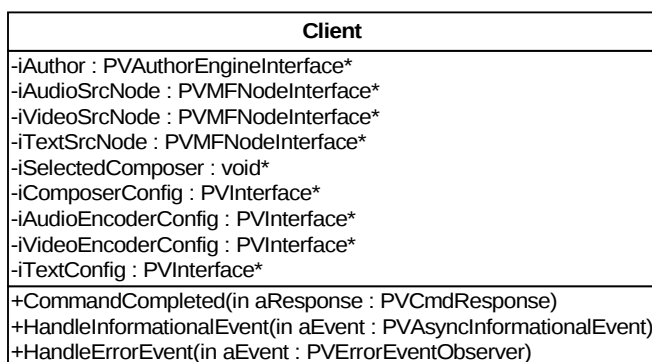 Client
-iAuthor : PVAuthorEngineInterface*
-iAudioSrcNode : PVMFNodeInterface*
-iVideoSrcNode : PVMFNodeInterface*
-iTextSrcNode : PVMFNodeInterface*
-iSelectedComposer : void*
-iComposerConfig : PVInterface*
-iAudioEncoderConfig : PVInterface*
-iVideoEncoderConfig : PVInterface*
-iTextConfig : PVInterface*
+CommandCompleted(in aResponse : PVCmdResponse)
+HandleInformationalEvent(in aEvent : PVAsyncInformationalEvent)
+HandleErrorEvent(in aEvent : PVErrorEventObserver)